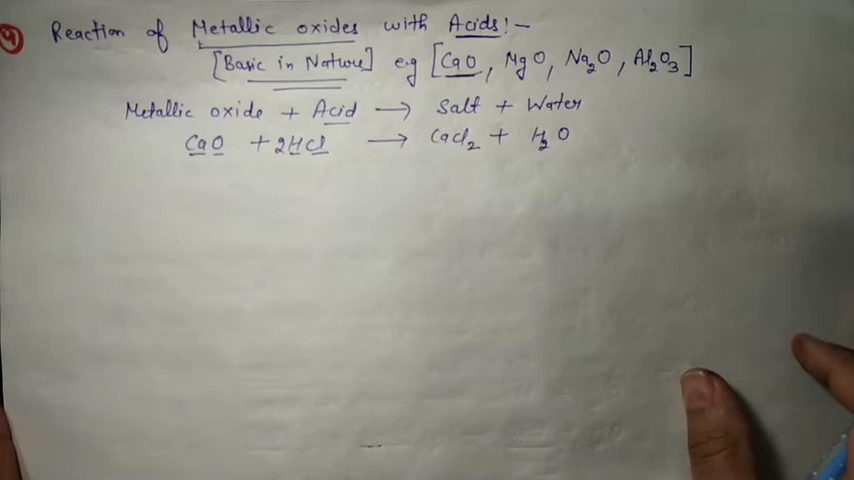 4 Reaction of Metallic oxides with Acids:-
[Basic in Nature] e.g [CaO, MgO, Na2O, Al2O3]
Metallic oxide + Acid → Salt + Water
CaO + 2HCl → CaCl2 + H2O